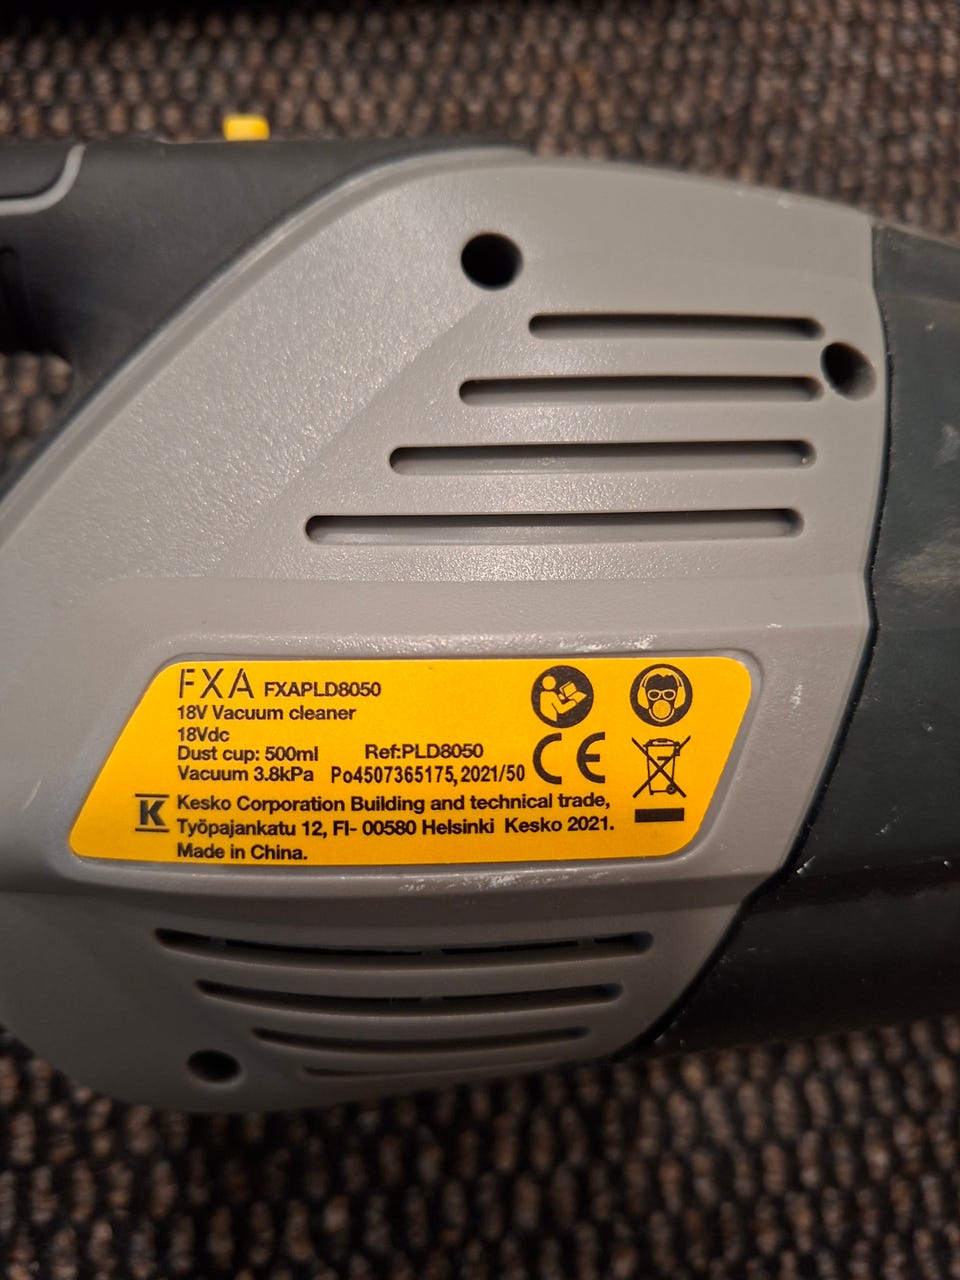 FXA FXAPLD8050
18V Vacuum cleaner
18Vdc
Dust cup: 500ml Ref:PLD8050
Vacuum 3.8kPa Po4507365175, 2021/50
CE
K Kesko Corporation Building and technical trade,
Työpajankatu 12, FI- 00580 Helsinki Kesko 2021.
Made in China.